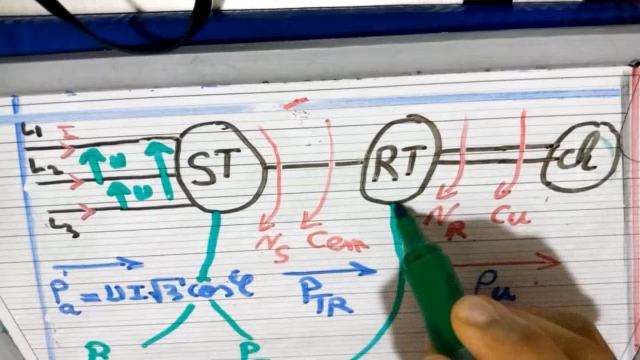 L1 I
U
L2
U
L3
ST
RT
ch
Ns Cem
NR Cu
Pa = UI√3 cosφ
PTR
Pu